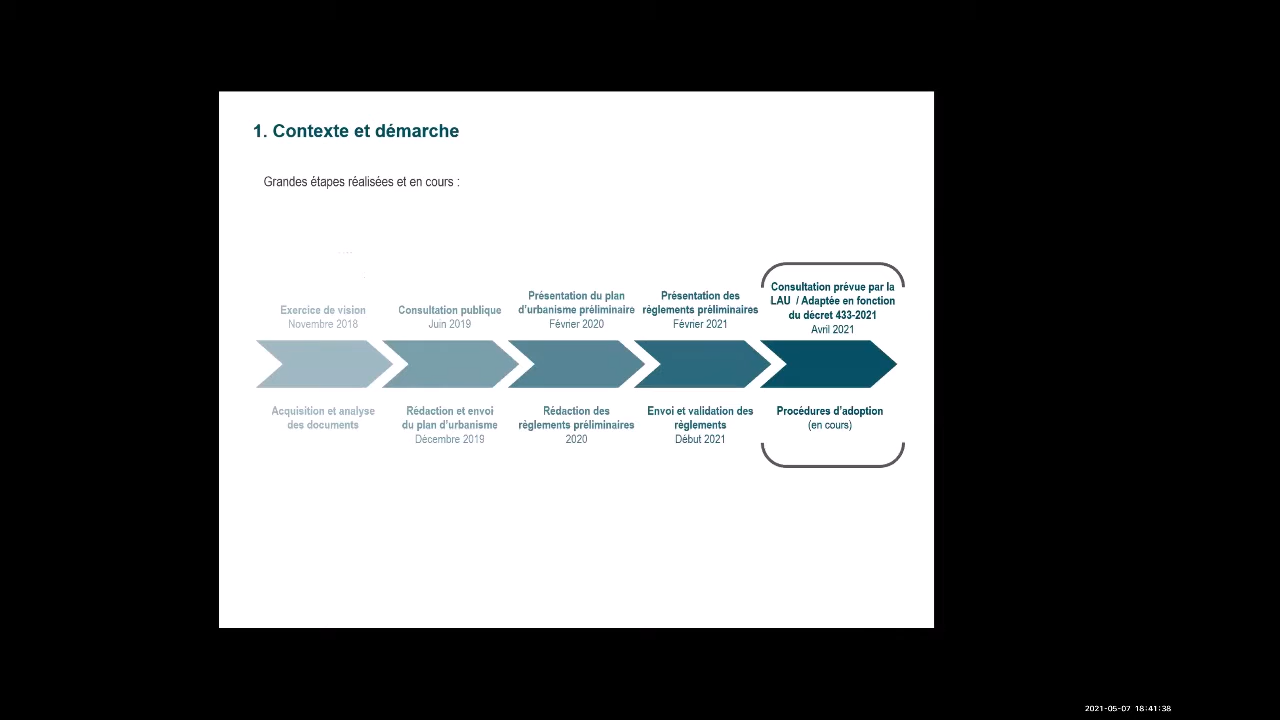 1. Contexte et démarche
Grandes étapes réalisées et en cours :
Exercice de vision
Novembre 2018
Consultation publique
Juin 2019
Présentation du plan
d'urbanisme préliminaire
Février 2020
Présentation des
règlements préliminaires
Février 2021
Consultation prévue par la
LAU / Adaptée en fonction
du décret 433-2021
Avril 2021
Acquisition et analyse
des documents
Rédaction et envoi
du plan d'urbanisme
Décembre 2019
Rédaction des
règlements préliminaires
2020
Envoi et validation des
règlements
Début 2021
Procédures d'adoption
(en cours)
2021-05-07 18:41:38